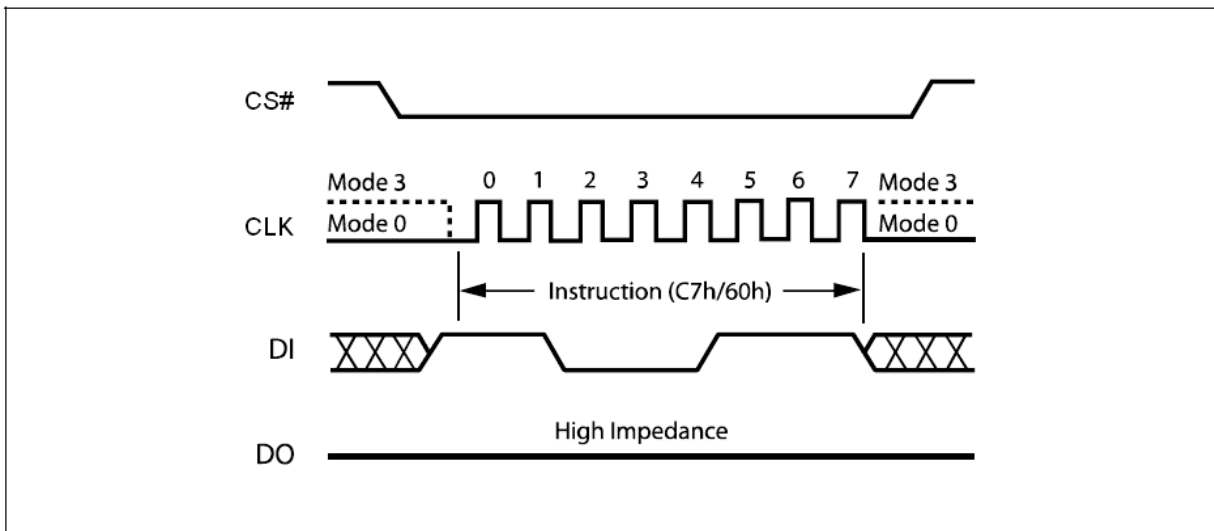 CS#
Mode 3 0 1 2 3 4 5 6 7 Mode 3
CLK Mode 0 Mode 0
Instruction (C7h/60h)
DI
High Impedance
DO